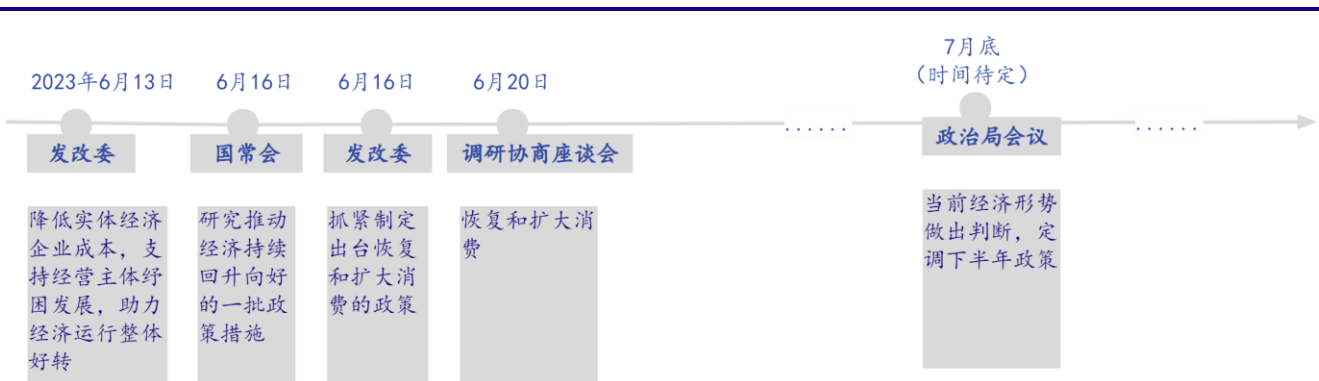 2023年6月13日
6月16日
6月16日
6月20日
7月底
（时间待定）
发改委
国常会
发改委
调研协商座谈会
......
政治局会议
......
降低实体经济
企业成本，支
持经营主体纾
困发展，助力
经济运行整体
好转
研究推动
经济持续
回升向好
的一批政
策措施
抓紧制定
出台恢复
和扩大消
费的政策
恢复和扩大消
费
当前经济形势
做出判断，定
调下半年政策